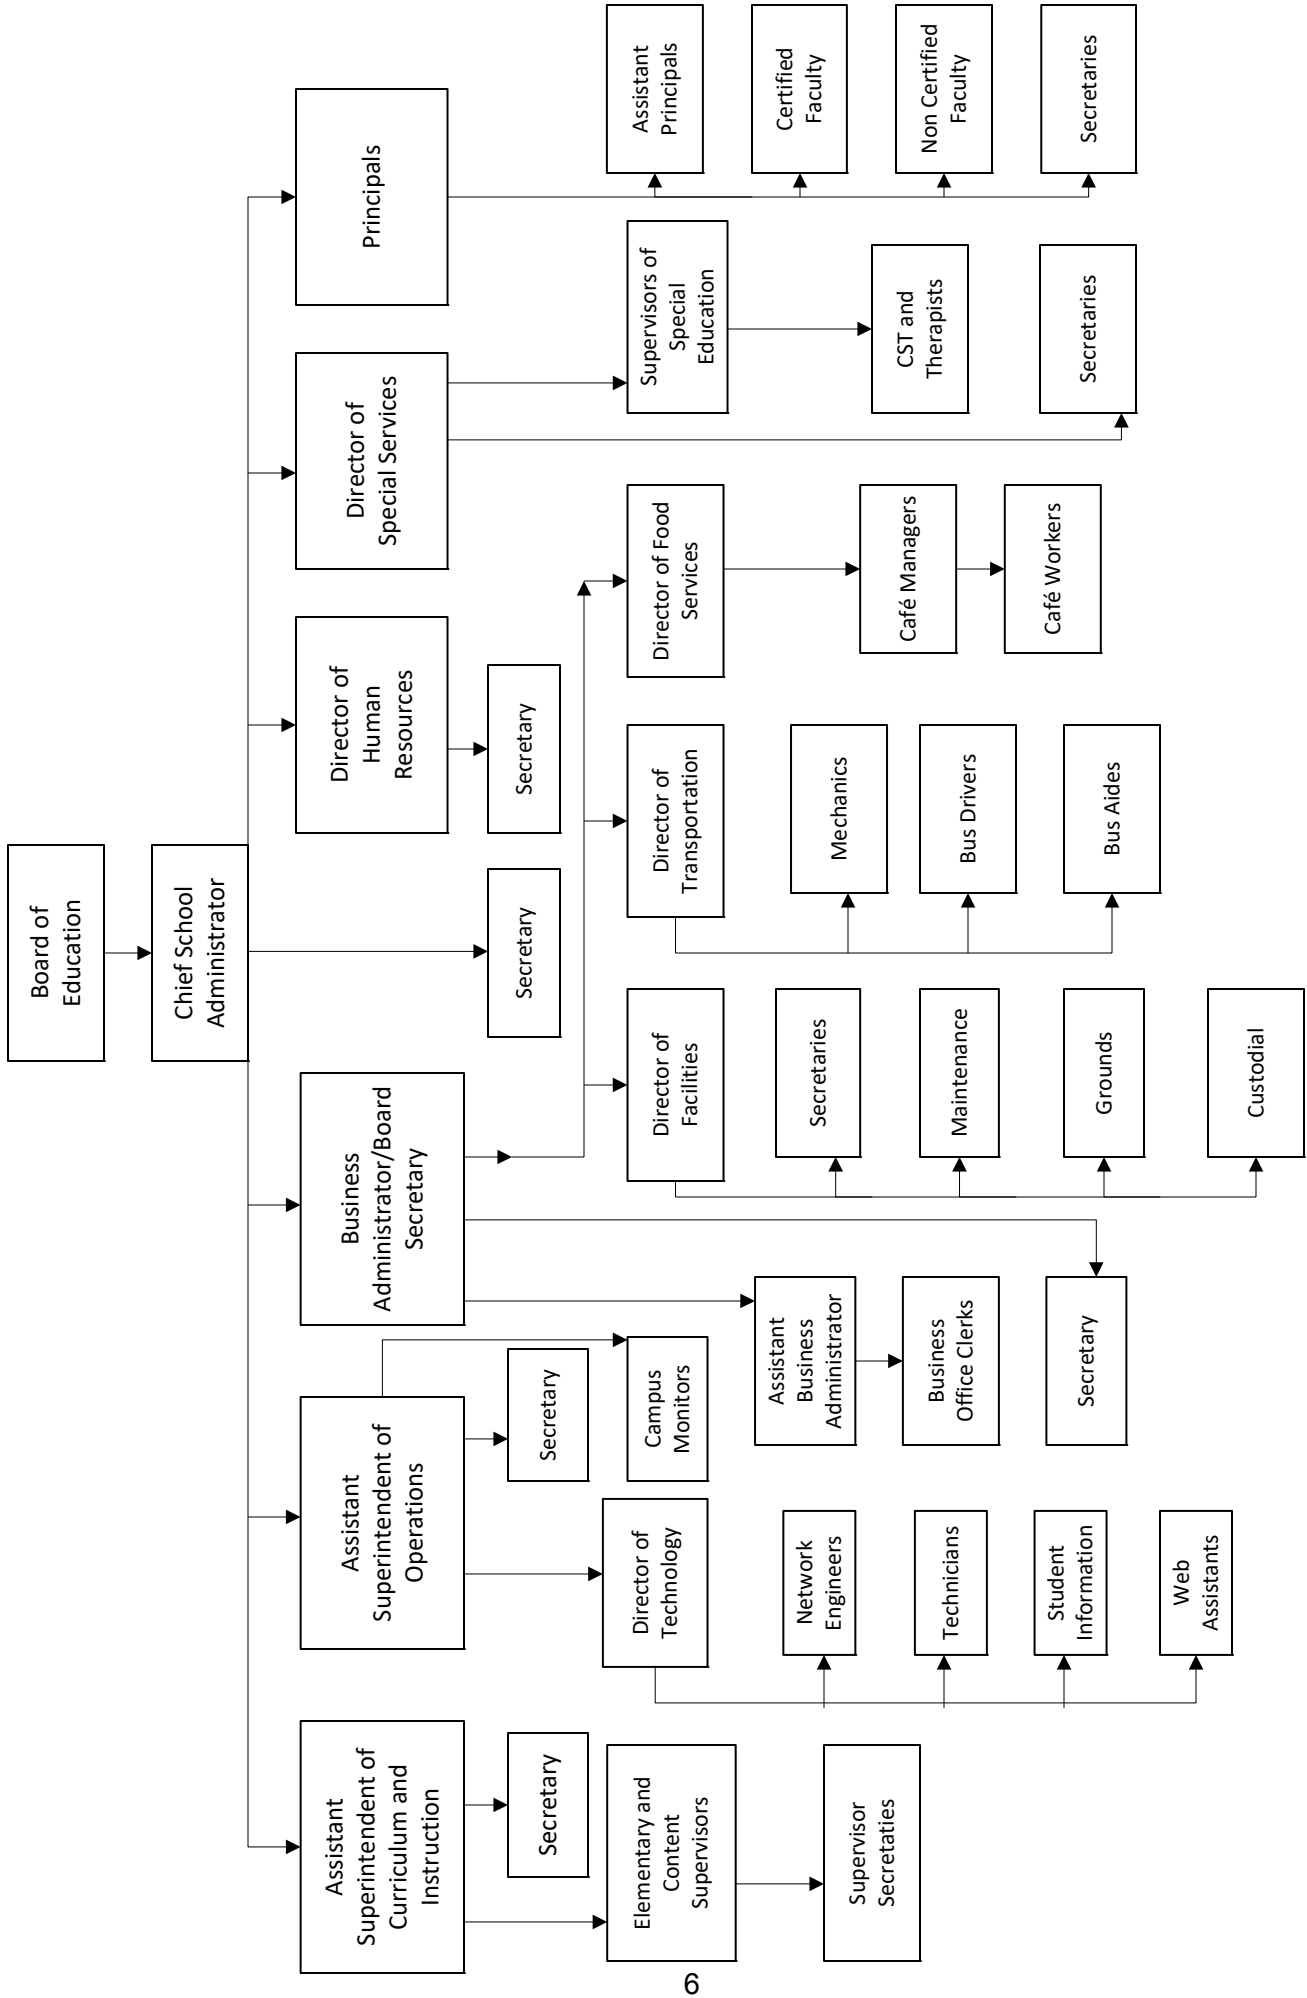 Board of
Education
Chief School
Administrator
Assistant
Superintendent of
Curriculum and
Instruction
Assistant
Superintendent of
Operations
Business
Administrator/Board
Secretary
Director of
Human
Resources
Director of
Special Services
Principals
Secretary
Secretary
Secretary
Secretary
Elementary and
Content
Supervisors
Supervisor
Secretaties
Director of
Technology
Campus
Monitors
Network
Engineers
Technicians
Student
Information
Web
Assistants
Assistant
Business
Administrator
Business
Office Clerks
Secretary
Director of
Facilities
Secretaries
Maintenance
Grounds
Custodial
Director of
Transportation
Mechanics
Bus Drivers
Bus Aides
Director of Food
Services
Café Managers
Café Workers
Supervisors of
Special
Education
CST and
Therapists
Secretaries
Assistant
Principals
Certified
Faculty
Non Certified
Faculty
Secretaries
6